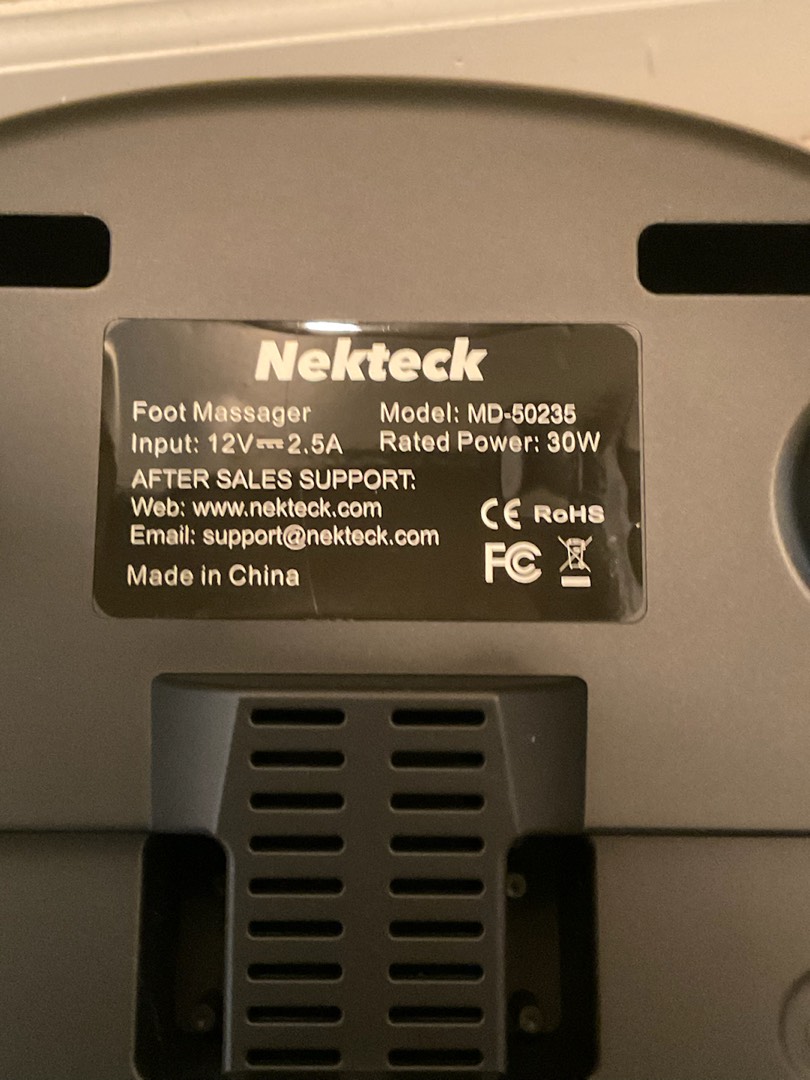 Nekteck
Foot Massager Model: MD-50235
Input: 12V⎓2.5A Rated Power: 30W
AFTER SALES SUPPORT:
Web: www.nekteck.com
Email: support@nekteck.com
CE RoHS
FC
Made in China